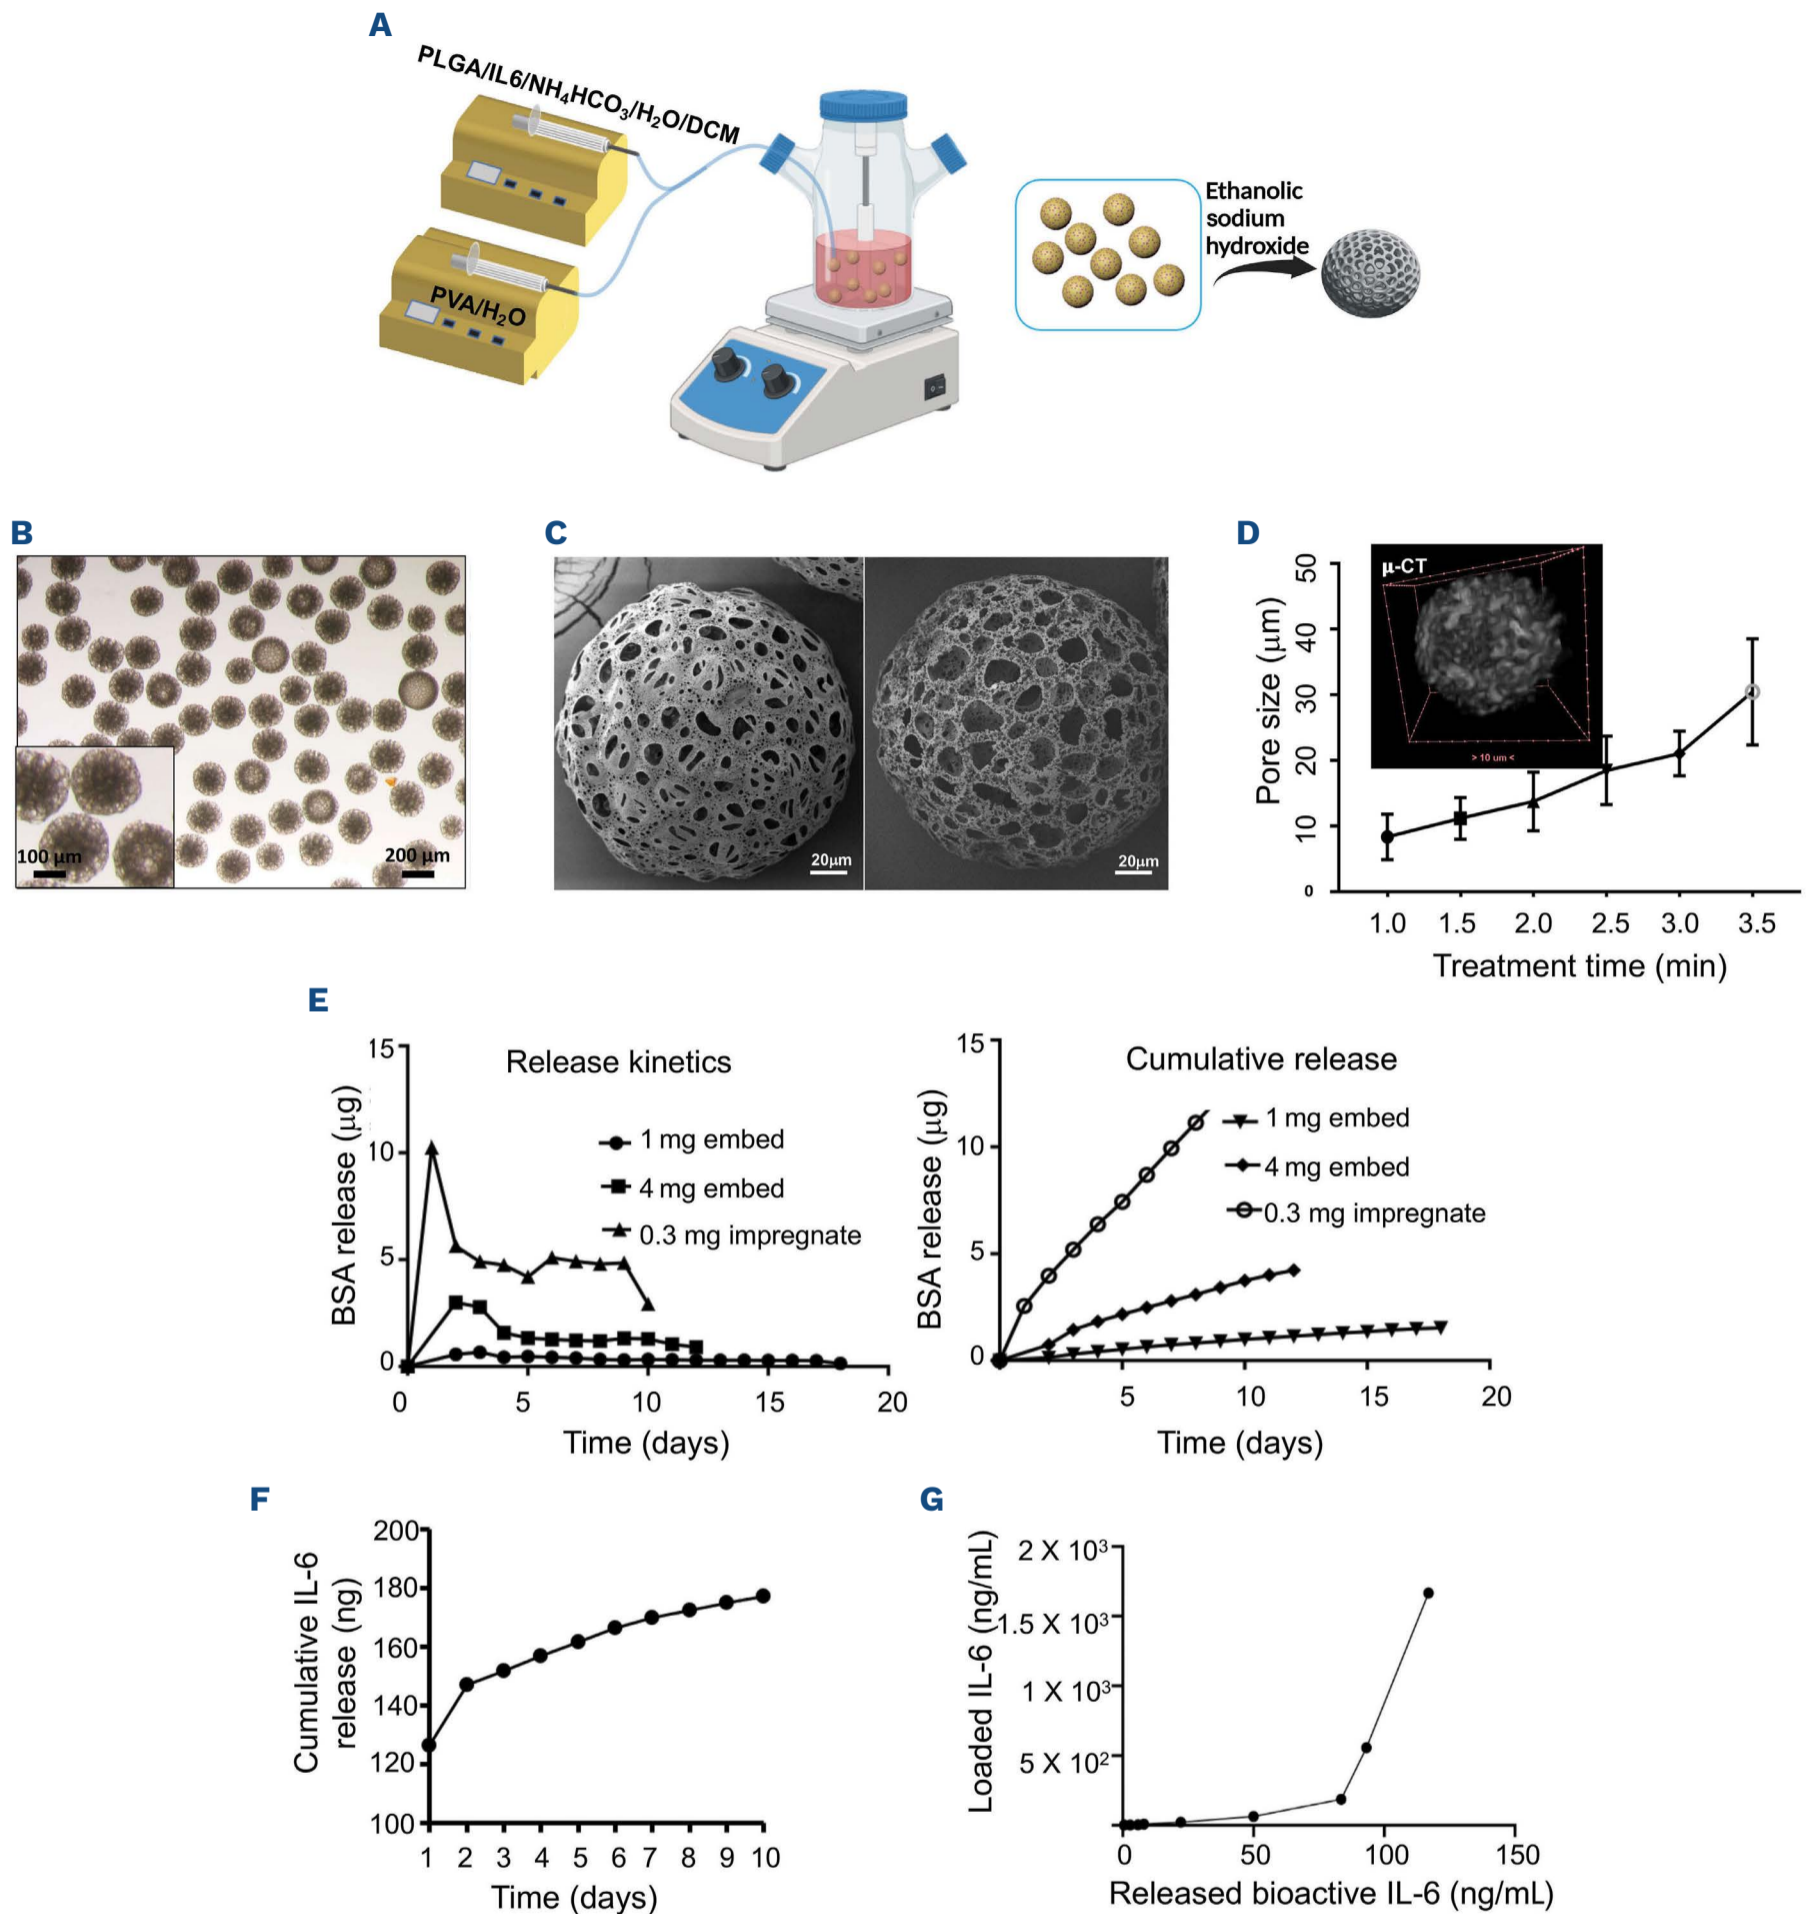 A
PLGA/IL6/NH₄HCO₃/H₂O/DCM
PVA/H₂O
Ethanolic
sodium
hydroxide
B
100 µm
200 µm
C
20µm
20µm
D
µ-CT
> 10 um <
Pore size (µm)
50
40
30
20
10
0
1.0 1.5 2.0 2.5 3.0 3.5
Treatment time (min)
E
Release kinetics
BSA release (µg)
15
10
5
0
1 mg embed
4 mg embed
0.3 mg impregnate
0 5 10 15 20
Time (days)
Cumulative release
BSA release (µg)
15
10
5
0
1 mg embed
4 mg embed
0.3 mg impregnate
5 10 15 20
Time (days)
F
Cumulative IL-6
release (ng)
200
180
160
140
120
100
1 2 3 4 5 6 7 8 9 10
Time (days)
G
Loaded IL-6 (ng/mL)
2 X 10³
1.5 X 10³
1 X 10³
5 X 10²
0 50 100 150
Released bioactive IL-6 (ng/mL)